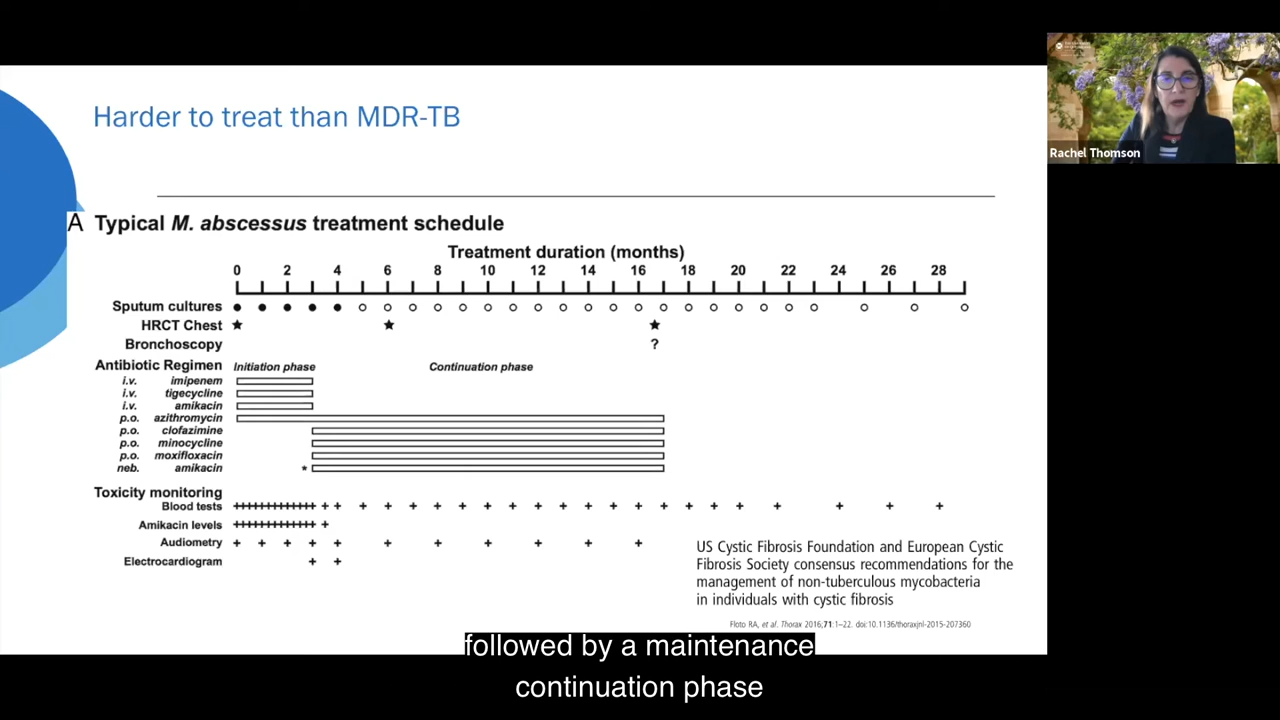 Harder to treat than MDR-TB
Rachel Thomson
A Typical M. abscessus treatment schedule
Treatment duration (months)
0 2 4 6 8 10 12 14 16 18 20 22 24 26 28
Sputum cultures
HRCT Chest
Bronchoscopy ?
Antibiotic Regimen Initiation phase Continuation phase
i.v. imipenem
i.v. tigecycline
i.v. amikacin
p.o. azithromycin
p.o. clofazimine
p.o. minocycline
p.o. moxifloxacin
neb. amikacin *
Toxicity monitoring
Blood tests
Amikacin levels
Audiometry
Electrocardiogram
US Cystic Fibrosis Foundation and European Cystic
Fibrosis Society consensus recommendations for the
management of non-tuberculous mycobacteria
in individuals with cystic fibrosis
Floto RA, et al. Thorax 2016;71:1–22. doi:10.1136/thoraxjnl-2015-207360
followed by a maintenance
continuation phase